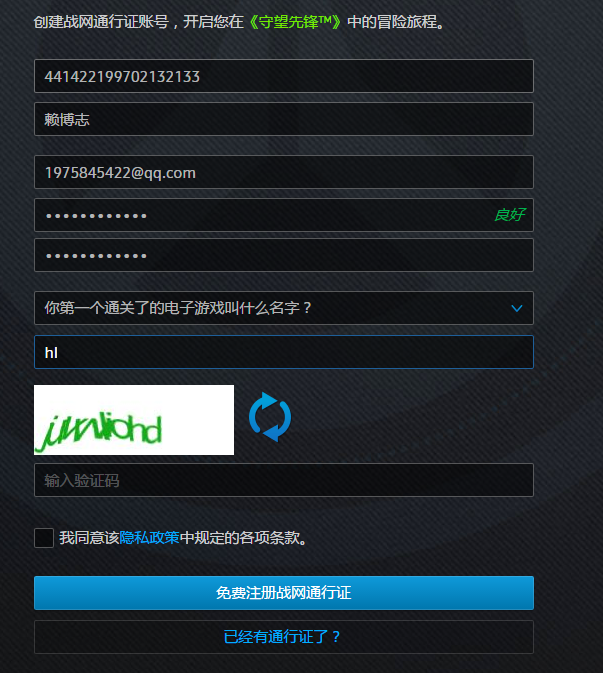 创建战网通行证账号，开启您在《守望先锋™》中的冒险旅程。
441422199702132133
赖博志
1975845422@qq.com
••••••••••••
良好
••••••••••••
你第一个通关了的电子游戏叫什么名字？
hl
输入验证码
我同意该隐私政策中规定的各项条款。
免费注册战网通行证
已经有通行证了？